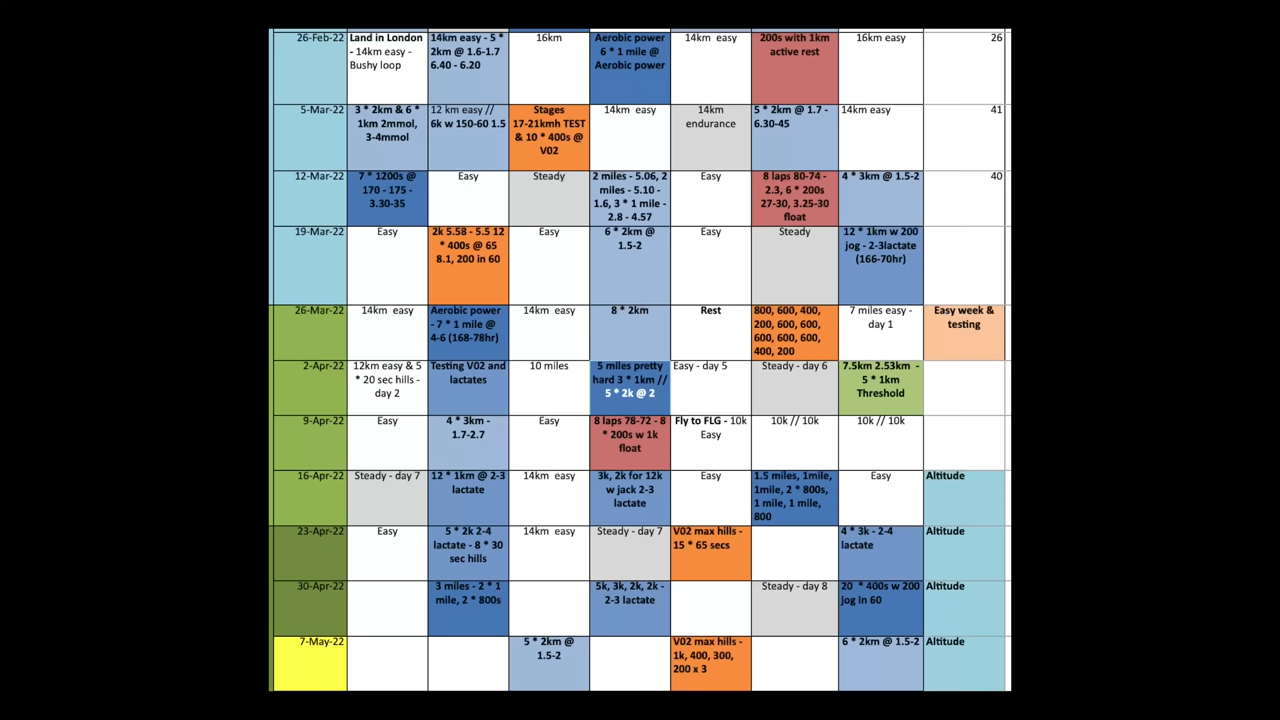 26-Feb-22
Land in London
- 14km easy -
Bushy loop
14km easy - 5 *
2km @ 1.6-1.7
6.40 - 6.20
16km
Aerobic power
6 * 1 mile @
Aerobic power
14km easy
200s with 1km
active rest
16km easy
26
5-Mar-22
3 * 2km & 6 *
1km 2mmol,
3-4mmol
12 km easy //
6k w 150-60 1.5
Stages
17-21kmh TEST
& 10 * 400s @
V02
14km easy
14km
endurance
5 * 2km @ 1.7 -
6.30-45
14km easy
41
12-Mar-22
7 * 1200s @
170 - 175 -
3.30-35
Easy
Steady
2 miles - 5.06, 2
miles - 5.10 -
1.6, 3 * 1 mile -
2.8 - 4.57
Easy
8 laps 80-74 -
2.3, 6 * 200s
27-30, 3.25-30
float
4 * 3km @ 1.5-2
40
19-Mar-22
Easy
2k 5.58 - 5.5 12
* 400s @ 65
8.1, 200 in 60
Easy
6 * 2km @
1.5-2
Easy
Steady
12 * 1km w 200
jog - 2-3lactate
(166-70hr)
26-Mar-22
14km easy
Aerobic power
- 7 * 1 mile @
4-6 (168-78hr)
14km easy
8 * 2km
Rest
800, 600, 400,
200, 600, 600,
600, 600, 600,
400, 200
7 miles easy -
day 1
Easy week &
testing
2-Apr-22
12km easy & 5
* 20 sec hills -
day 2
Testing V02 and
lactates
10 miles
5 miles pretty
hard 3 * 1km //
5 * 2k @ 2
Easy - day 5
Steady - day 6
7.5km 2.53km -
5 * 1km
Threshold
9-Apr-22
Easy
4 * 3km -
1.7-2.7
Easy
8 laps 78-72 - 8
* 200s w 1k
float
Fly to FLG - 10k
Easy
10k // 10k
10k // 10k
16-Apr-22
Steady - day 7
12 * 1km @ 2-3
lactate
14km easy
3k, 2k for 12k
w jack 2-3
lactate
Easy
1.5 miles, 1mile,
1mile, 2 * 800s,
1 mile, 1 mile,
800
Easy
Altitude
23-Apr-22
Easy
5 * 2k 2-4
lactate - 8 * 30
sec hills
14km easy
Steady - day 7
V02 max hills -
15 * 65 secs
4 * 3k - 2-4
lactate
Altitude
30-Apr-22
3 miles - 2 * 1
mile, 2 * 800s
5k, 3k, 2k, 2k -
2-3 lactate
Steady - day 8
20 * 400s w 200
jog in 60
Altitude
7-May-22
5 * 2km @
1.5-2
V02 max hills -
1k, 400, 300,
200 x 3
6 * 2km @ 1.5-2
Altitude